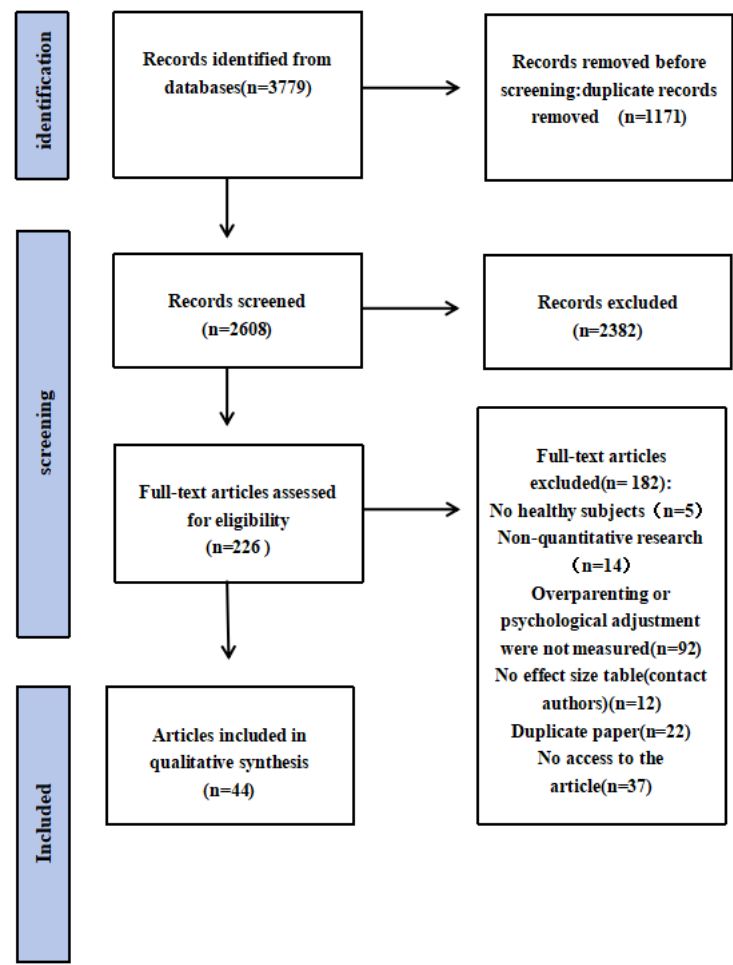 identification
Records identified from
databases(n=3779)
Records removed before
screening:duplicate records
removed (n=1171)
screening
Records screened
(n=2608)
Records excluded
(n=2382)
Full-text articles assessed
for eligibility
(n=226 )
Full-text articles
excluded(n= 182):
No healthy subjects（n=5）
Non-quantitative research
（n=14）
Overparenting or
psychological adjustment
were not measured(n=92)
No effect size table(contact
authors)(n=12)
Duplicate paper(n=22)
No access to the
article(n=37)
Included
Articles included in
qualitative synthesis
(n=44)